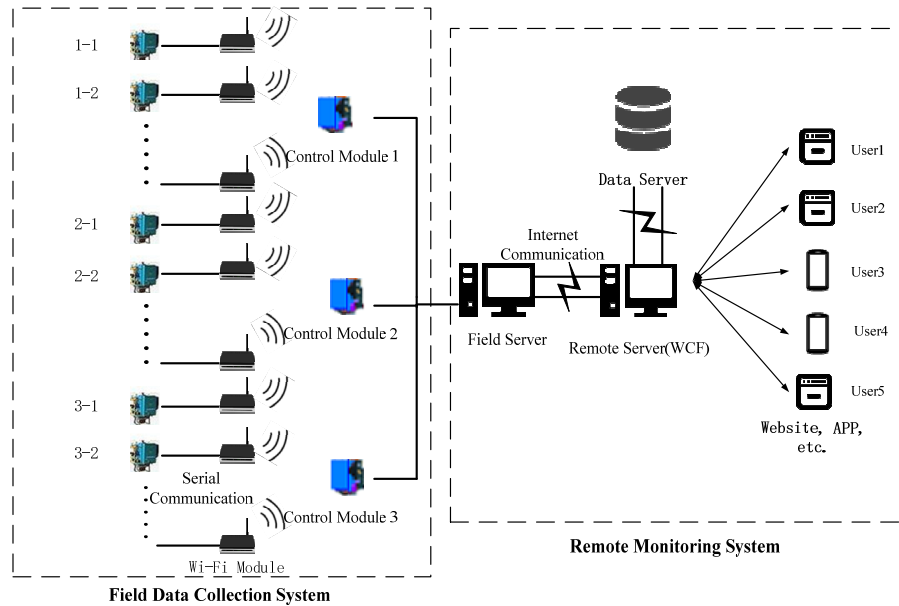 1-1
1-2
Control Module 1
2-1
2-2
Control Module 2
3-1
3-2
Serial
Communication
Control Module 3
Wi-Fi Module
Field Data Collection System
Data Server
Internet
Communication
Field Server
Remote Server(WCF)
User1
User2
User3
User4
User5
Website, APP,
etc.
Remote Monitoring System